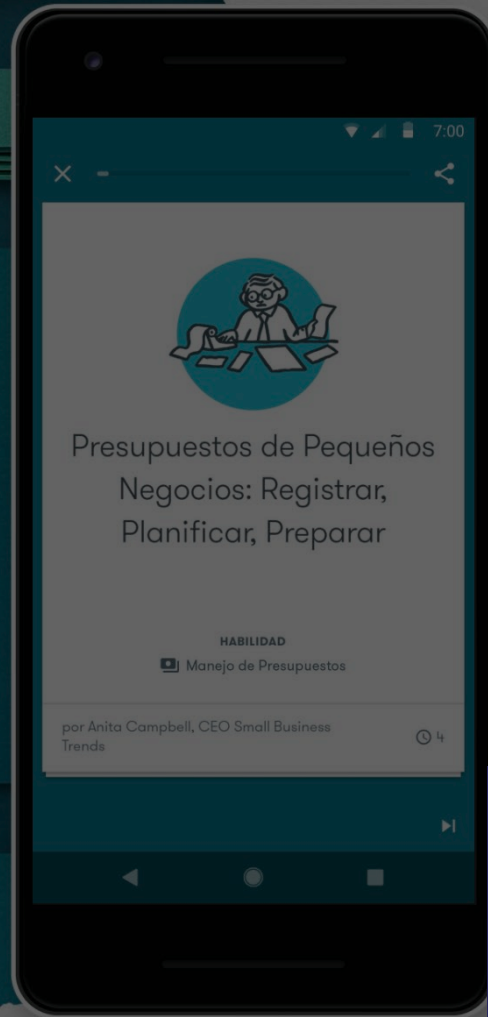 7:00
Presupuestos de Pequeños
Negocios: Registrar,
Planificar, Preparar
HABILIDAD
Manejo de Presupuestos
por Anita Campbell, CEO Small Business
Trends
4